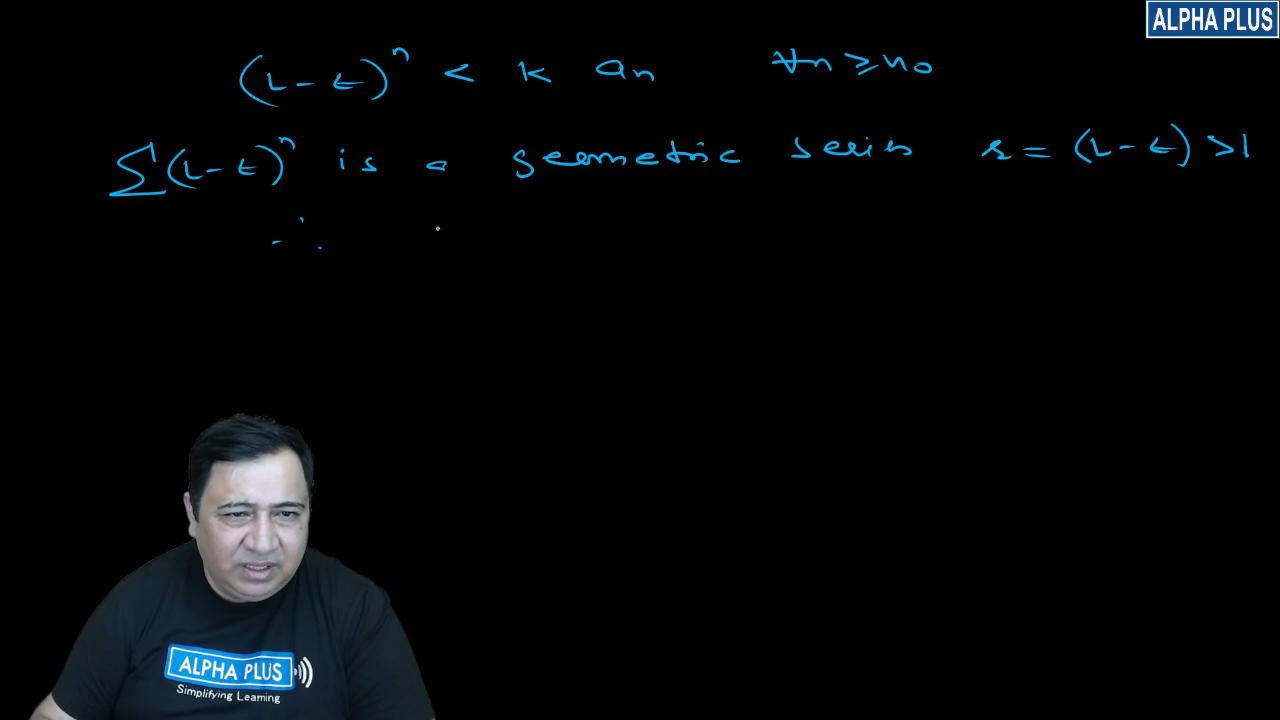 ALPHA PLUS
(L-ε)ⁿ < k aₙ ∀n ≥ n₀
∑(L-ε)ⁿ is a geometric series r = (L-ε) > 1
∴
ALPHA PLUS
Simplifying Learning